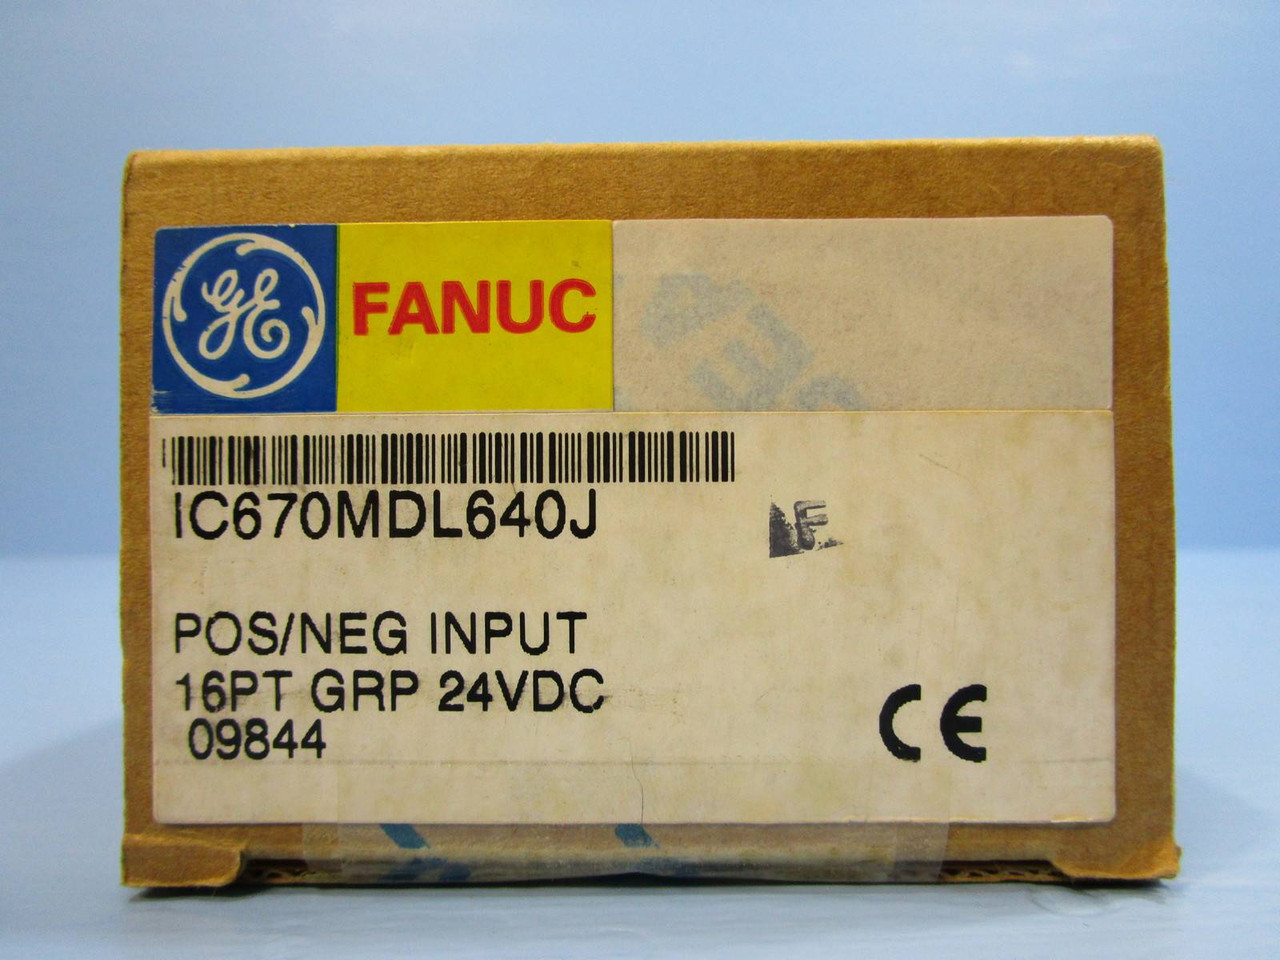 GE
FANUC
IC670MDL640J
POS/NEG INPUT
16PT GRP 24VDC
09844
CE